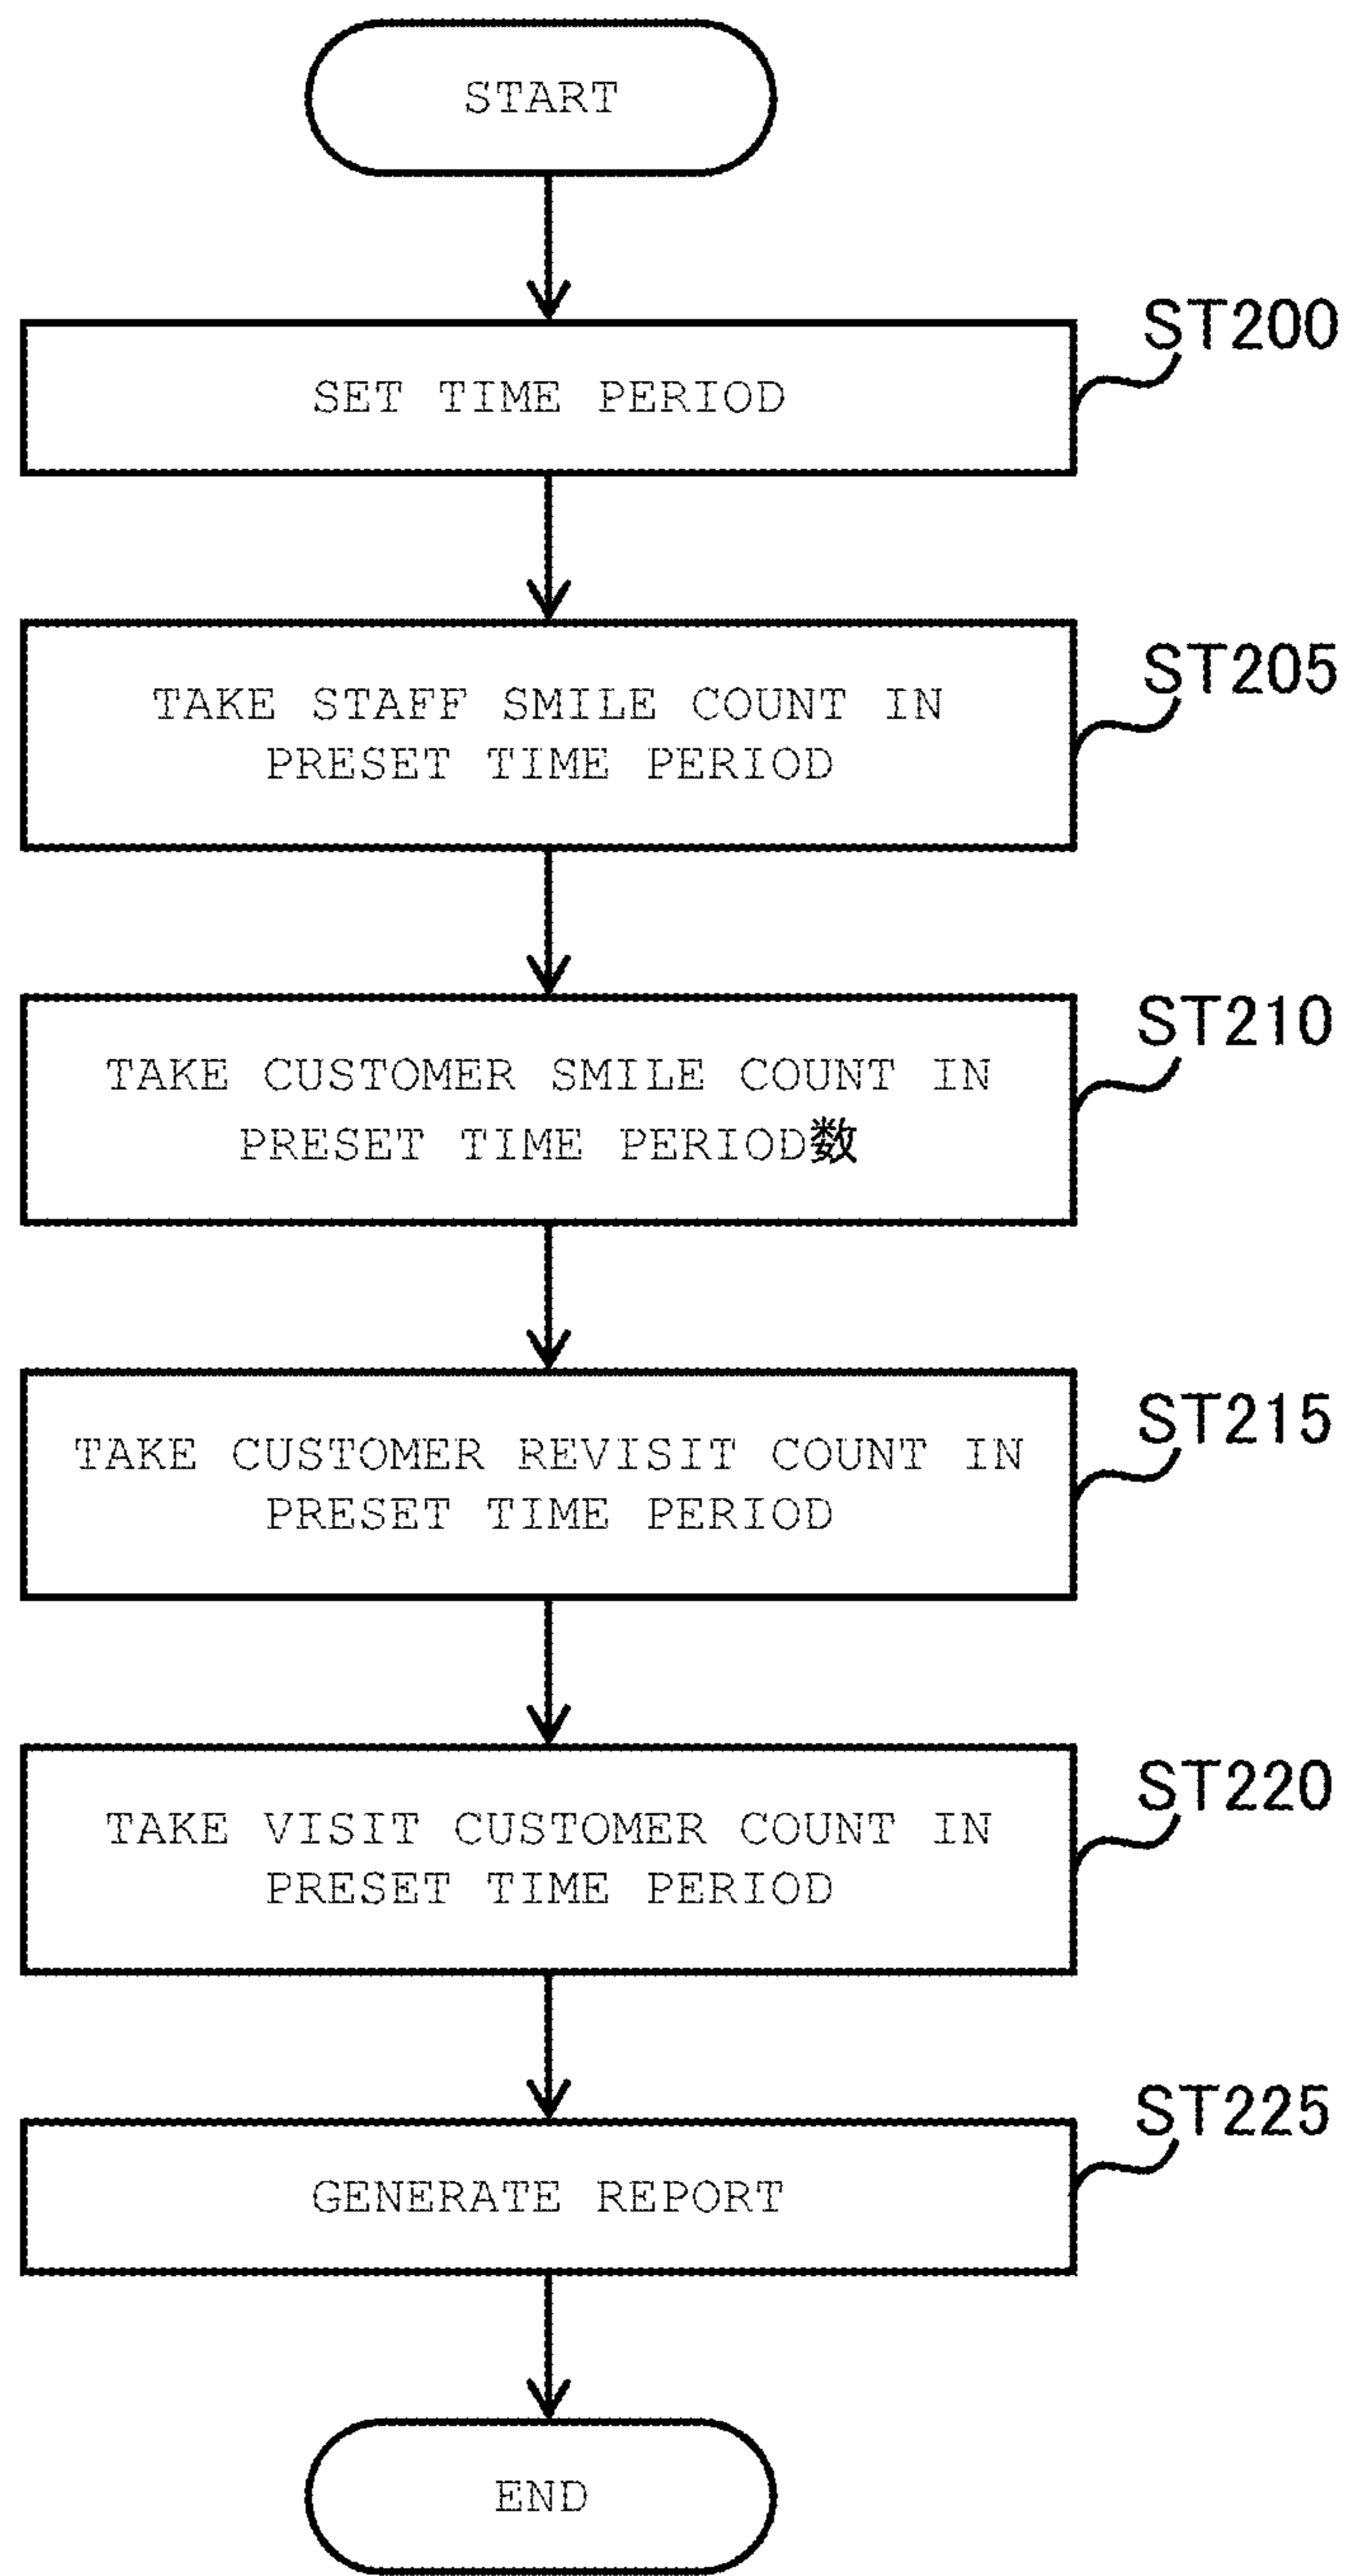 START
ST200
SET TIME PERIOD
ST205
TAKE STAFF SMILE COUNT IN
PRESET TIME PERIOD
ST210
TAKE CUSTOMER SMILE COUNT IN
PRESET TIME PERIOD数
ST215
TAKE CUSTOMER REVISIT COUNT IN
PRESET TIME PERIOD
ST220
TAKE VISIT CUSTOMER COUNT IN
PRESET TIME PERIOD
ST225
GENERATE REPORT
END